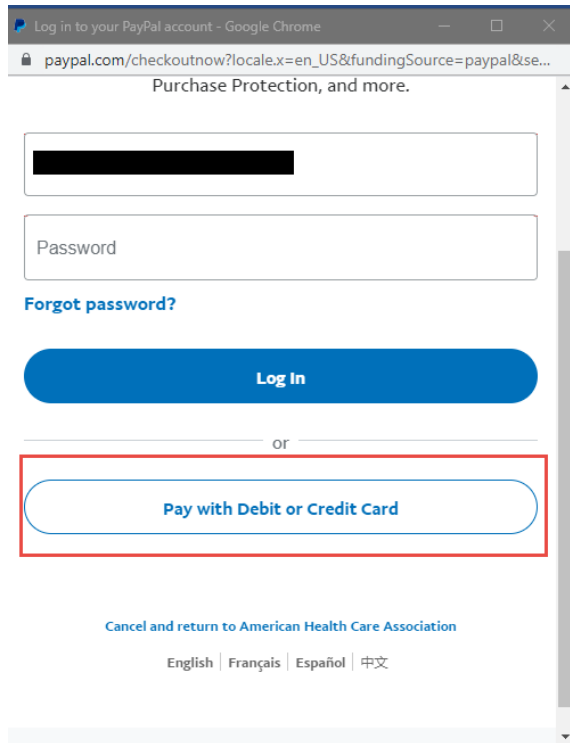 Log in to your PayPal account - Google Chrome
paypal.com/checkoutnow?locale.x=en_US&fundingSource=paypal&se...
Purchase Protection, and more.
Password
Forgot password?
Log In
or
Pay with Debit or Credit Card
Cancel and return to American Health Care Association
English Français Español 中文